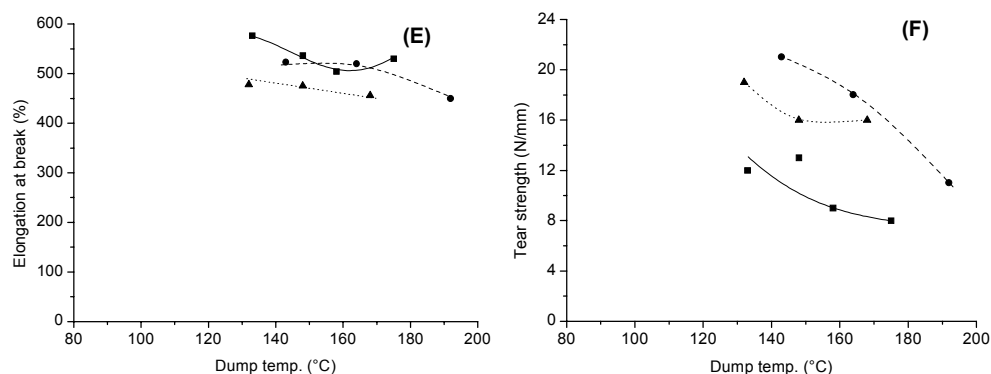 (E)
Elongation at break (%)
600
500
400
300
200
100
0
80 100 120 140 160 180 200
Dump temp. (°C)
(F)
Tear strength (N/mm)
24
20
16
12
8
4
0
80 100 120 140 160 180 200
Dump temp. (°C)